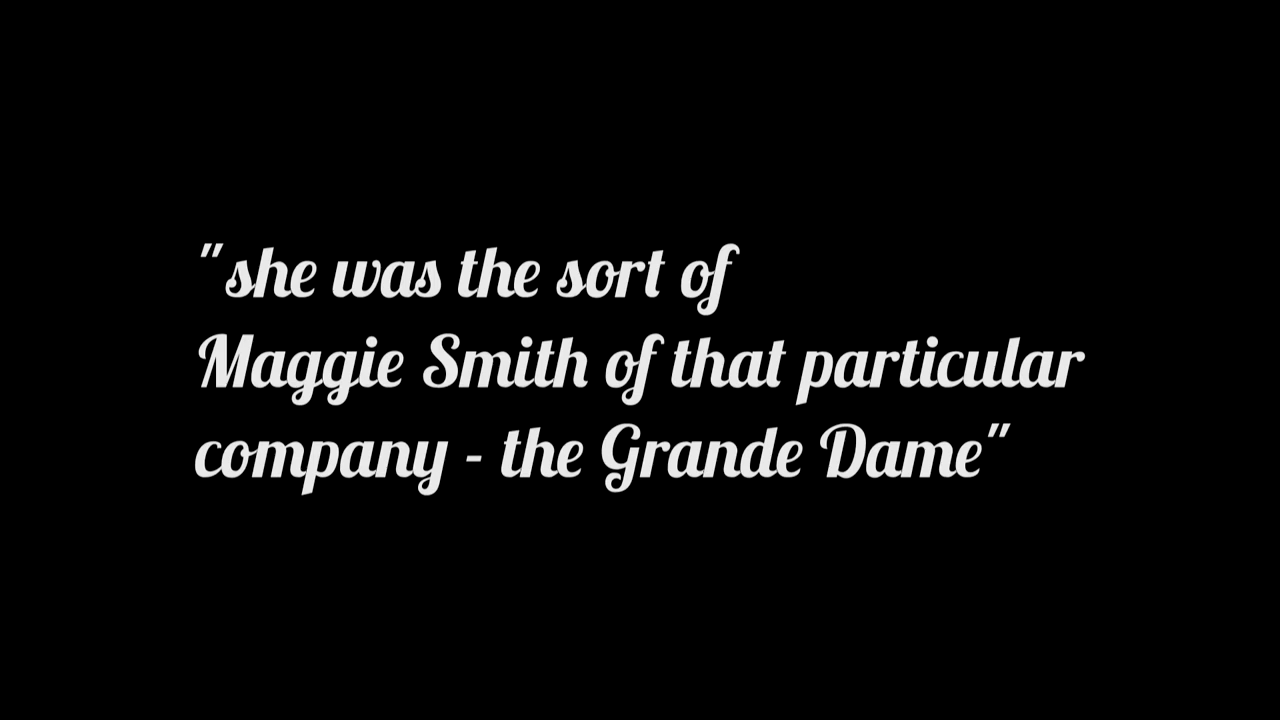 "she was the sort of
Maggie Smith of that particular
company - the Grande Dame"